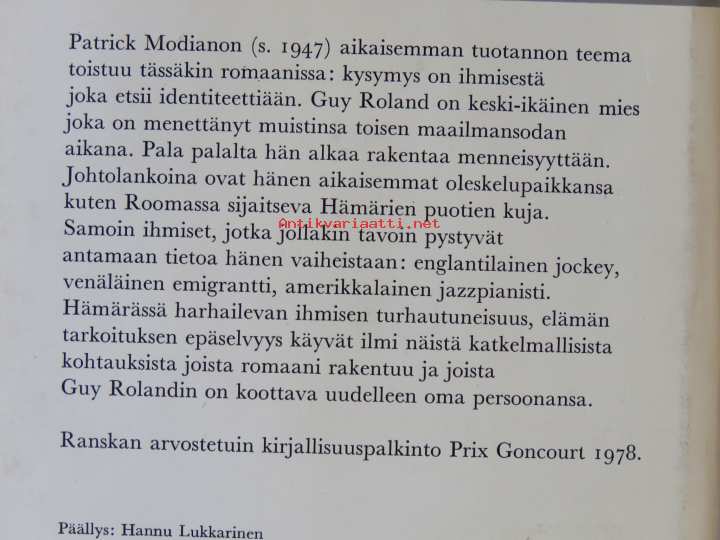 Patrick Modianon (s. 1947) aikaisemman tuotannon teema
toistuu tässäkin romaanissa: kysymys on ihmisestä
joka etsii identiteettiään. Guy Roland on keski-ikäinen mies
joka on menettänyt muistinsa toisen maailmansodan
aikana. Pala palalta hän alkaa rakentaa menneisyyttään.
Johtolankoina ovat hänen aikaisemmat oleskelupaikkansa
kuten Roomassa sijaitseva Hämärien puotien kuja.
Antikvariaatti.net
Samoin ihmiset, jotka jollakin tavoin pystyvät
antamaan tietoa hänen vaiheistaan: englantilainen jockey,
venäläinen emigrantti, amerikkalainen jazzpianisti.
Hämärässä harhailevan ihmisen turhautuneisuus, elämän
tarkoituksen epäselvyys käyvät ilmi näistä katkelmallisista
kohtauksista joista romaani rakentuu ja joista
Guy Rolandin on koottava uudelleen oma persoonansa.
Ranskan arvostetuin kirjallisuuspalkinto Prix Goncourt 1978.
Päällys: Hannu Lukkarinen